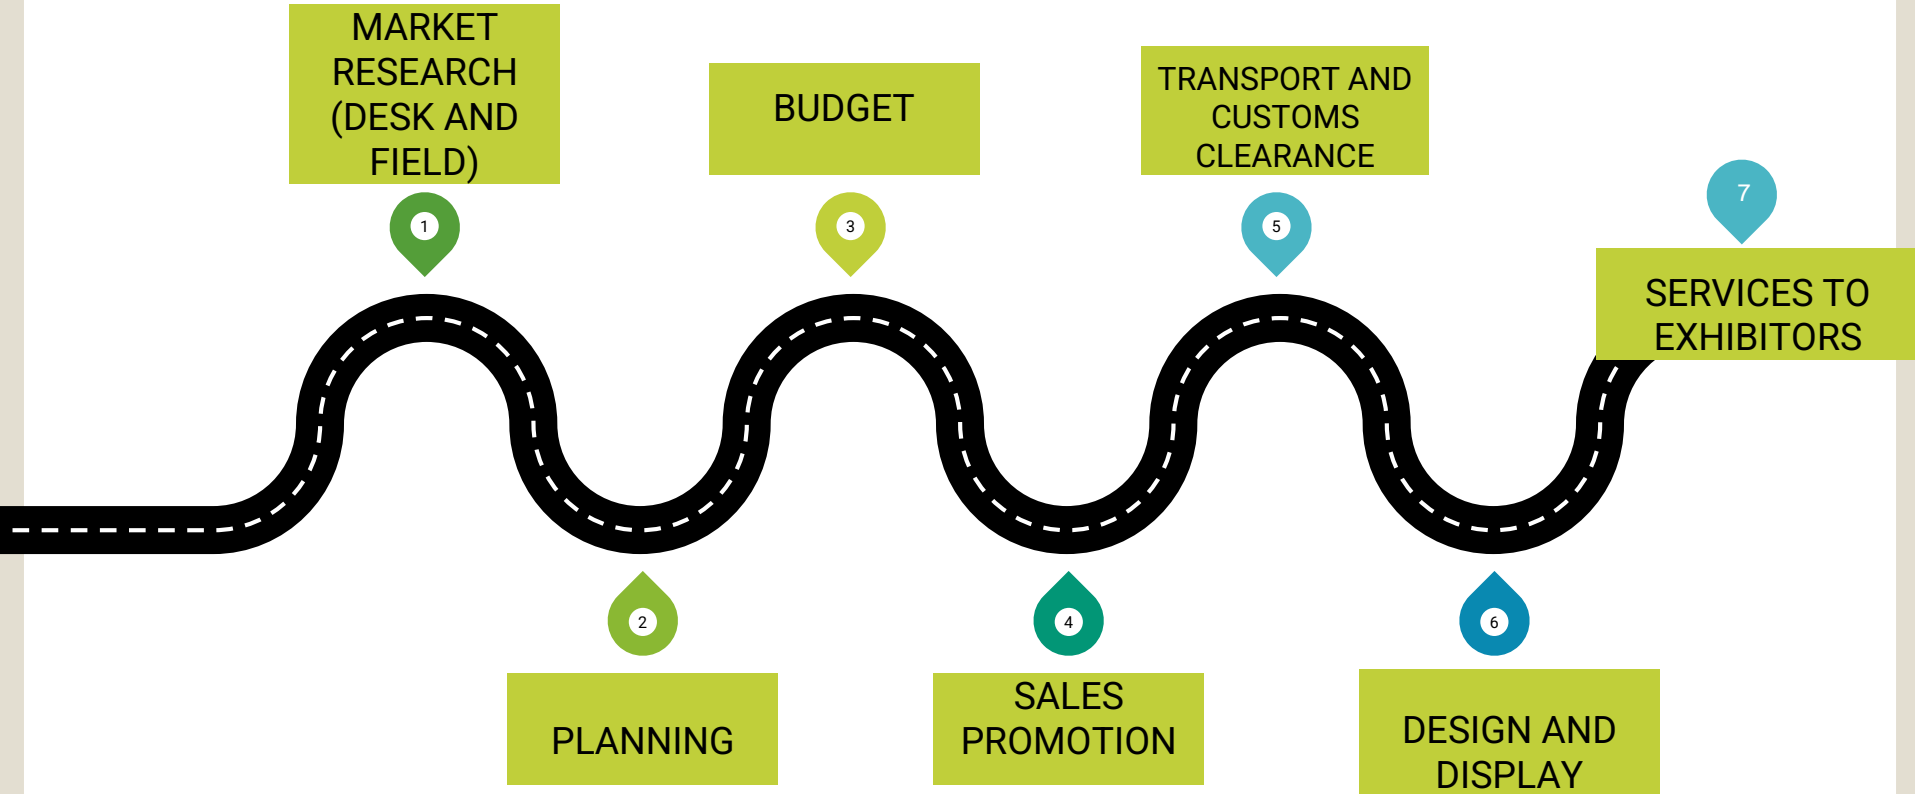 MARKET
RESEARCH
(DESK AND
FIELD)
1
2
PLANNING
BUDGET
3
4
SALES
PROMOTION
TRANSPORT AND
CUSTOMS
CLEARANCE
5
6
DESIGN AND
DISPLAY
7
SERVICES TO
EXHIBITORS